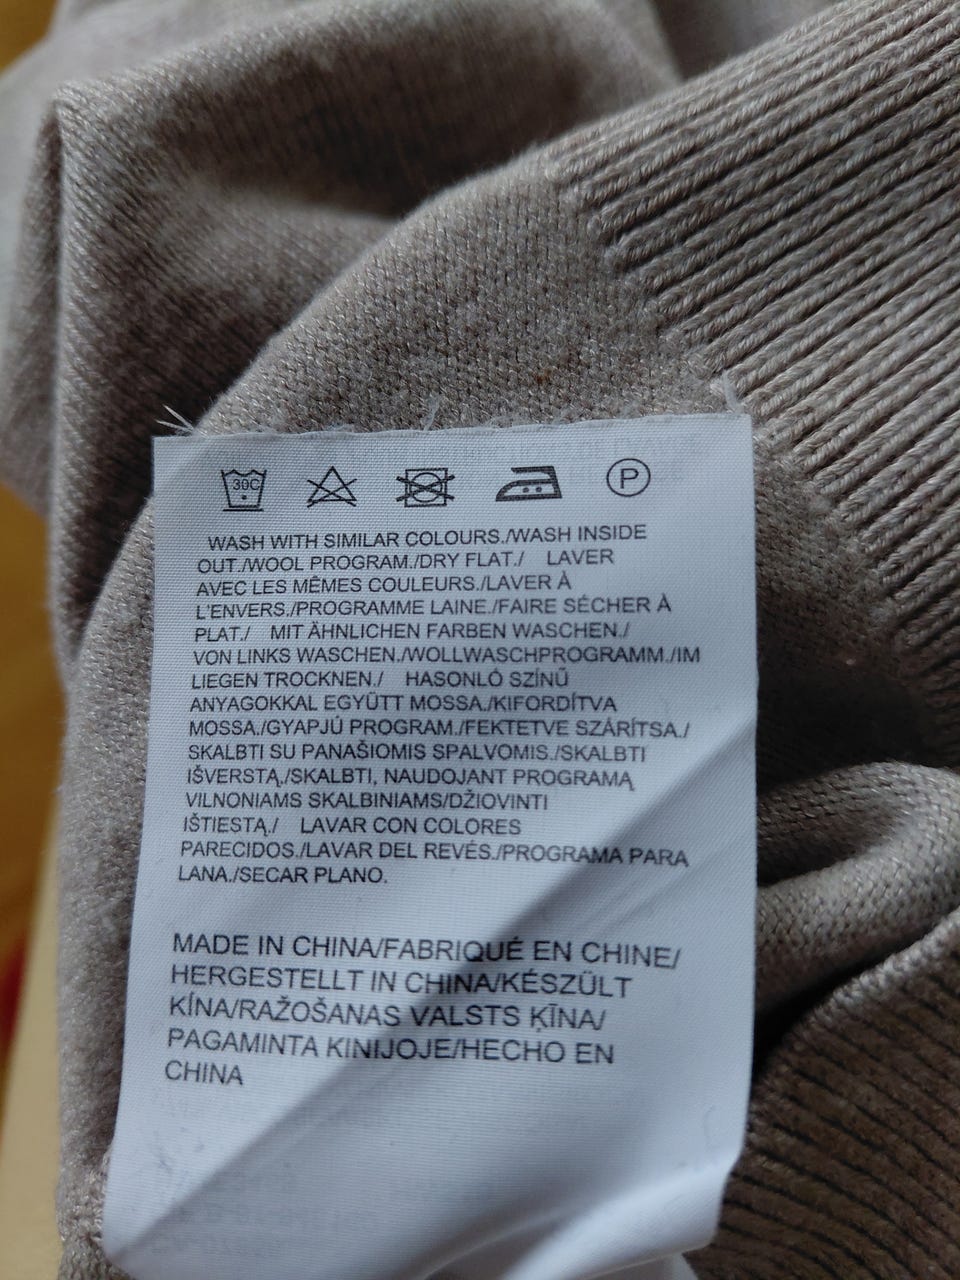 30C
P
WASH WITH SIMILAR COLOURS./WASH INSIDE
OUT./WOOL PROGRAM./DRY FLAT./ LAVER
AVEC LES MÊMES COULEURS./LAVER À
L'ENVERS./PROGRAMME LAINE./FAIRE SÉCHER À
PLAT./ MIT ÄHNLICHEN FARBEN WASCHEN./
VON LINKS WASCHEN./WOLLWASCHPROGRAMM./IM
LIEGEN TROCKNEN./ HASONLÓ SZÍNŰ
ANYAGOKKAL EGYÜTT MOSSA./KIFORDÍTVA
MOSSA./GYAPJÚ PROGRAM./FEKTETVE SZÁRÍTSA./
SKALBTI SU PANAŠIOMIS SPALVOMIS./SKALBTI
IŠVERSTĄ./SKALBTI, NAUDOJANT PROGRAMĄ
VILNONIAMS SKALBINIAMS/DŽIOVINTI
IŠTIESTĄ./ LAVAR CON COLORES
PARECIDOS./LAVAR DEL REVÉS./PROGRAMA PARA
LANA./SECAR PLANO.
MADE IN CHINA/FABRIQUÉ EN CHINE/
HERGESTELLT IN CHINA/KÉSZÜLT
KÍNA/RAŽOŠANAS VALSTS ĶĪNA/
PAGAMINTA KINIJOJE/HECHO EN
CHINA